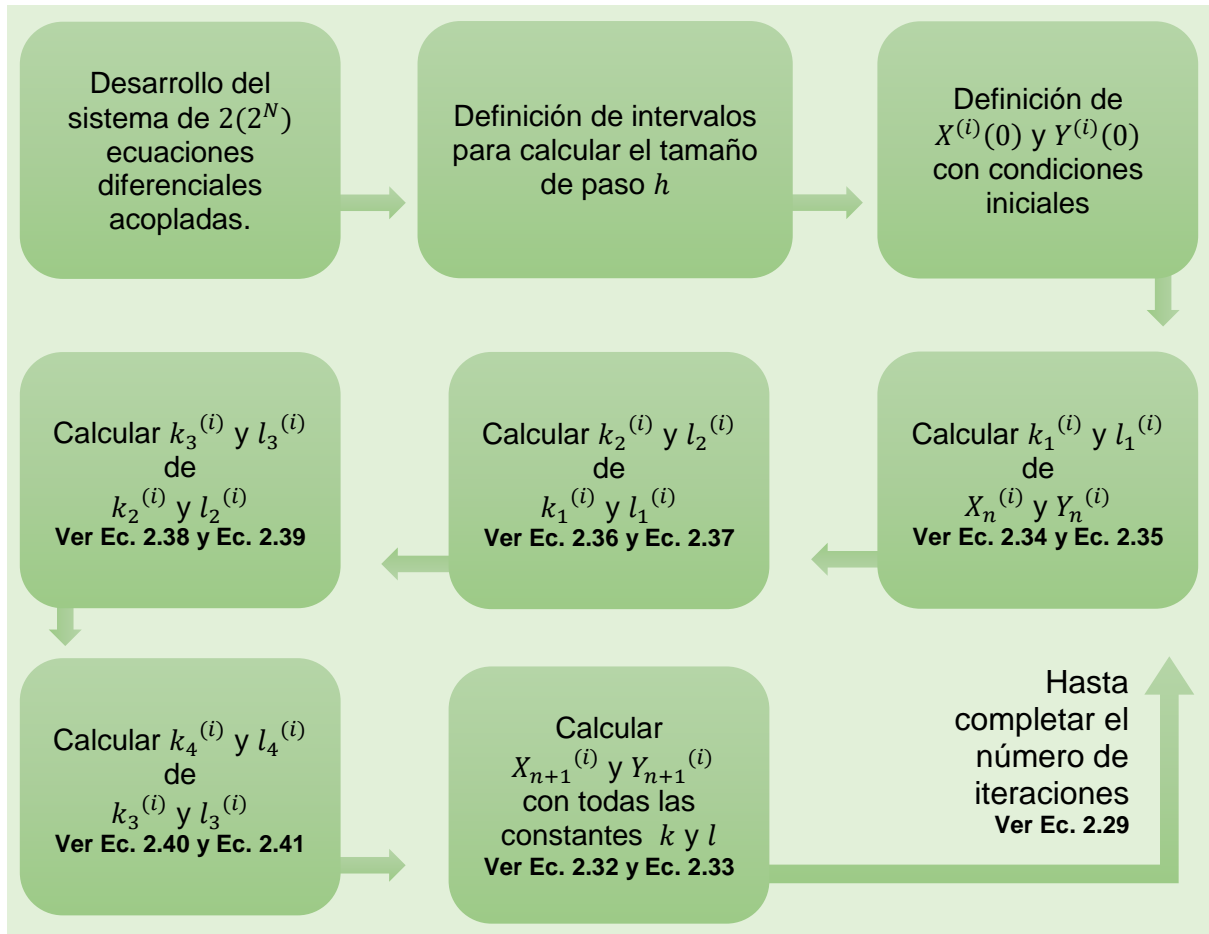 Desarrollo del
sistema de 2(2^N)
ecuaciones
diferenciales
acopladas.
Definición de intervalos
para calcular el tamaño
de paso h
Definición de
X^(i)(0) y Y^(i)(0)
con condiciones
iniciales
Calcular k_1^(i) y l_1^(i)
de
X_n^(i) y Y_n^(i)
Ver Ec. 2.34 y Ec. 2.35
Calcular k_2^(i) y l_2^(i)
de
k_1^(i) y l_1^(i)
Ver Ec. 2.36 y Ec. 2.37
Calcular k_3^(i) y l_3^(i)
de
k_2^(i) y l_2^(i)
Ver Ec. 2.38 y Ec. 2.39
Calcular k_4^(i) y l_4^(i)
de
k_3^(i) y l_3^(i)
Ver Ec. 2.40 y Ec. 2.41
Calcular
X_{n+1}^(i) y Y_{n+1}^(i)
con todas las
constantes k y l
Ver Ec. 2.32 y Ec. 2.33
Hasta
completar el
número de
iteraciones
Ver Ec. 2.29